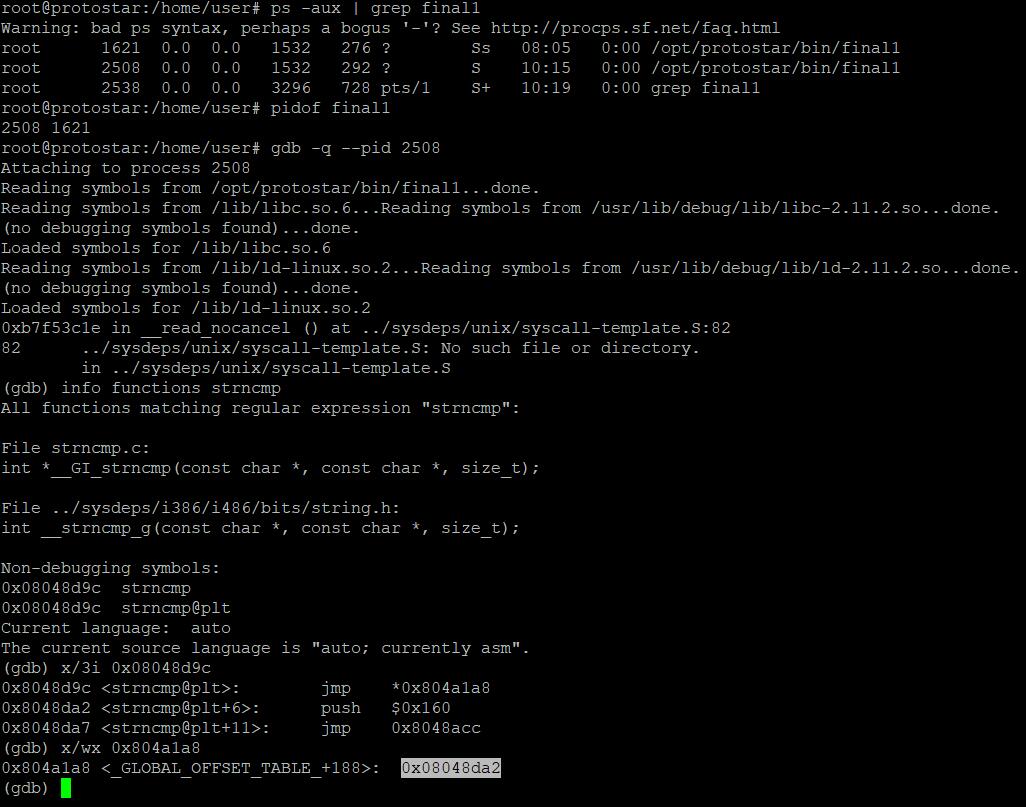 root@protostar:/home/user# ps -aux | grep final1
Warning: bad ps syntax, perhaps a bogus '-'? See http://procps.sf.net/faq.html
root      1621  0.0  0.0   1532   276 ?        Ss   08:05   0:00 /opt/protostar/bin/final1
root      2508  0.0  0.0   1532   292 ?        S    10:15   0:00 /opt/protostar/bin/final1
root      2538  0.0  0.0   3296   728 pts/1    S+   10:19   0:00 grep final1
root@protostar:/home/user# pidof final1
2508 1621
root@protostar:/home/user# gdb -q --pid 2508
Attaching to process 2508
Reading symbols from /opt/protostar/bin/final1...done.
Reading symbols from /lib/libc.so.6...Reading symbols from /usr/lib/debug/lib/libc-2.11.2.so...done.
(no debugging symbols found)...done.
Loaded symbols for /lib/libc.so.6
Reading symbols from /lib/ld-linux.so.2...Reading symbols from /usr/lib/debug/lib/ld-2.11.2.so...done.
(no debugging symbols found)...done.
Loaded symbols for /lib/ld-linux.so.2
0xb7f53c1e in __read_nocancel () at ../sysdeps/unix/syscall-template.S:82
82      ../sysdeps/unix/syscall-template.S: No such file or directory.
        in ../sysdeps/unix/syscall-template.S
(gdb) info functions strncmp
All functions matching regular expression "strncmp":

File strncmp.c:
int *__GI_strncmp(const char *, const char *, size_t);

File ../sysdeps/i386/i486/bits/string.h:
int __strncmp_g(const char *, const char *, size_t);

Non-debugging symbols:
0x08048d9c  strncmp
0x08048d9c  strncmp@plt
Current language:  auto
The current source language is "auto; currently asm".
(gdb) x/3i 0x08048d9c
0x8048d9c <strncmp@plt>:        jmp    *0x804a1a8
0x8048da2 <strncmp@plt+6>:      push   $0x160
0x8048da7 <strncmp@plt+11>:     jmp    0x8048acc
(gdb) x/wx 0x804a1a8
0x804a1a8 <_GLOBAL_OFFSET_TABLE_+188>:  0x08048da2
(gdb)